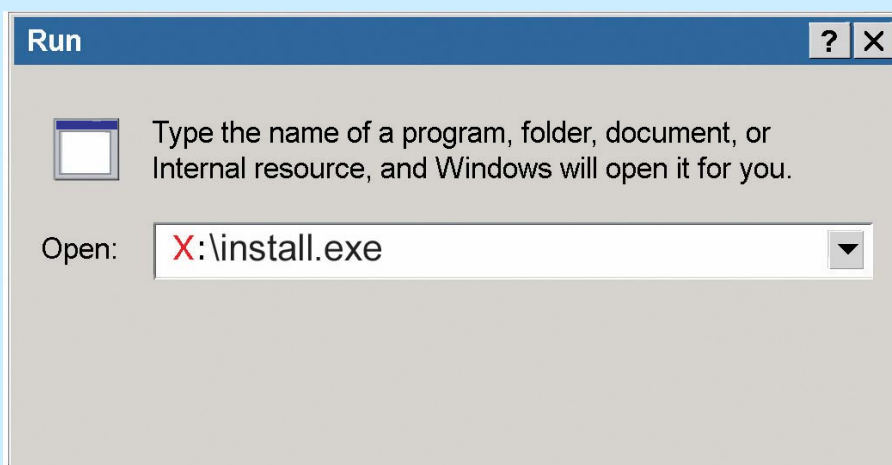 Run
Type the name of a program, folder, document, or
Internal resource, and Windows will open it for you.
Open: X:\install.exe